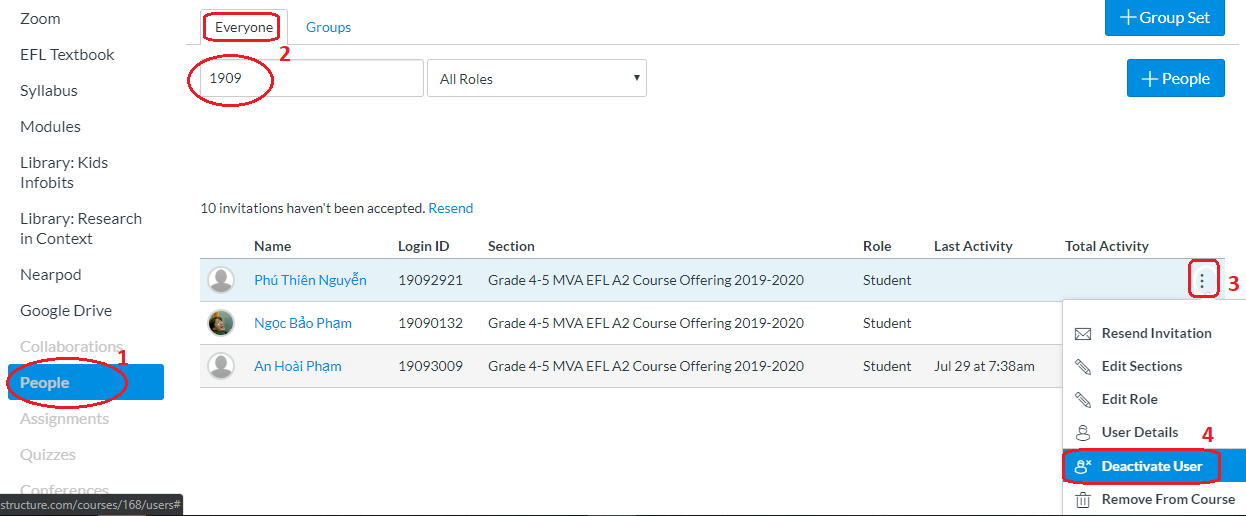 Zoom
EFL Textbook
Syllabus
Modules
Library: Kids
Infobits
Library: Research
in Context
Nearpod
Google Drive
Collaborations
1
People
Assignments
Quizzes
Conferences
structure.com/courses/168/users#
Everyone
Groups
2
+Group Set
1909
All Roles
+People
10 invitations haven't been accepted. Resend
Name Login ID Section Role Last Activity Total Activity
Phú Thiên Nguyễn 19092921 Grade 4-5 MVA EFL A2 Course Offering 2019-2020 Student
3
Ngọc Bảo Phạm 19090132 Grade 4-5 MVA EFL A2 Course Offering 2019-2020 Student
An Hoài Phạm 19093009 Grade 4-5 MVA EFL A2 Course Offering 2019-2020 Student Jul 29 at 7:38am
Resend Invitation
Edit Sections
Edit Role
User Details
4
Deactivate User
Remove From Course